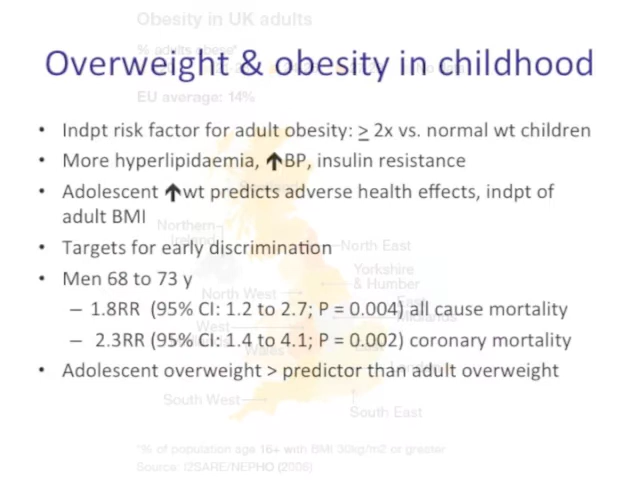 Obesity in UK adults
% adults obese*
Overweight & obesity in childhood
EU average: 14%
• Indpt risk factor for adult obesity: > 2x vs. normal wt children
• More hyperlipidaemia, ↑BP, insulin resistance
• Adolescent ↑wt predicts adverse health effects, indpt of
adult BMI
Northern
Ireland
• Targets for early discrimination
North East
Yorkshire
& Humber
• Men 68 to 73 y
North West
– 1.8RR (95% CI: 1.2 to 2.7; P = 0.004) all cause mortality
East
Midlands
West
– 2.3RR (95% CI: 1.4 to 4.1; P = 0.002) coronary mortality
Wales
• Adolescent overweight > predictor than adult overweight
South West
South East
*% of population age 16+ with BMI 30kg/m2 or greater
Source: I2SARE/NEPHO (2008)